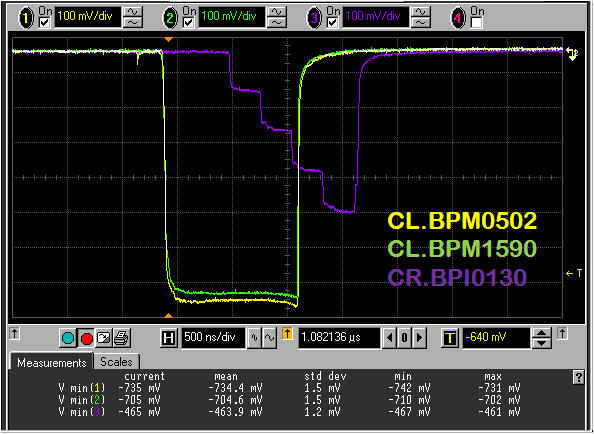 1 On 100 mV/div 2 On 100 mV/div 3 On 100 mV/div 4 On
CL.BPM0502
CL.BPM1590
CR.BPI0130
T
H 500 ns/div 1.082136 µs 0 T -640 mV
Measurements Scales
current mean std dev min max
V min(1) -735 mV -734.4 mV 1.5 mV -742 mV -731 mV
V min(2) -705 mV -704.6 mV 1.5 mV -710 mV -702 mV
V min(3) -465 mV -463.9 mV 1.2 mV -467 mV -461 mV
?